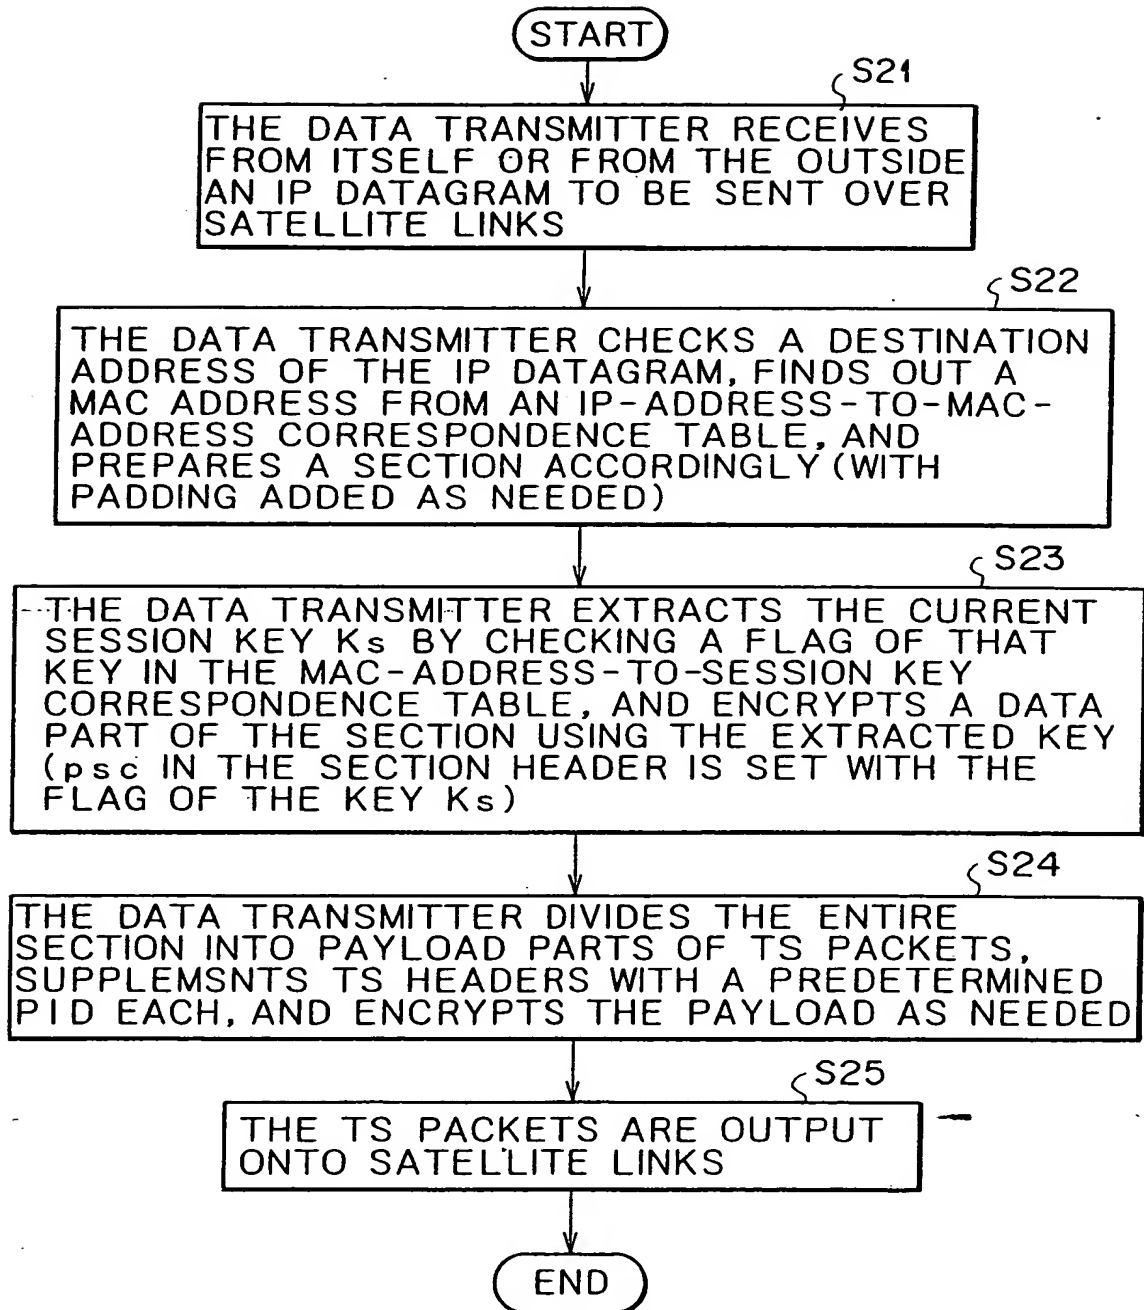 START
S21
THE DATA TRANSMITTER RECEIVES
FROM ITSELF OR FROM THE OUTSIDE
AN IP DATAGRAM TO BE SENT OVER
SATELLITE LINKS
S22
THE DATA TRANSMITTER CHECKS A DESTINATION
ADDRESS OF THE IP DATAGRAM, FINDS OUT A
MAC ADDRESS FROM AN IP-ADDRESS-TO-MAC-
ADDRESS CORRESPONDENCE TABLE, AND
PREPARES A SECTION ACCORDINGLY (WITH
PADDING ADDED AS NEEDED)
S23
THE DATA TRANSMITTER EXTRACTS THE CURRENT
SESSION KEY Ks BY CHECKING A FLAG OF THAT
KEY IN THE MAC-ADDRESS-TO-SESSION KEY
CORRESPONDENCE TABLE, AND ENCRYPTS A DATA
PART OF THE SECTION USING THE EXTRACTED KEY
(psc IN THE SECTION HEADER IS SET WITH THE
FLAG OF THE KEY Ks)
S24
THE DATA TRANSMITTER DIVIDES THE ENTIRE
SECTION INTO PAYLOAD PARTS OF TS PACKETS,
SUPPLEMSNTS TS HEADERS WITH A PREDETERMINED
PID EACH, AND ENCRYPTS THE PAYLOAD AS NEEDED
S25
THE TS PACKETS ARE OUTPUT
ONTO SATELLITE LINKS
END